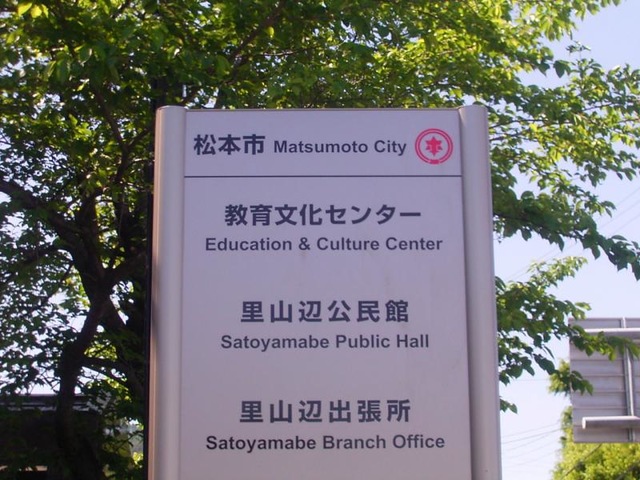 松本市 Matsumoto City
教育文化センター
Education & Culture Center
里山辺公民館
Satoyamabe Public Hall
里山辺出張所
Satoyamabe Branch Office